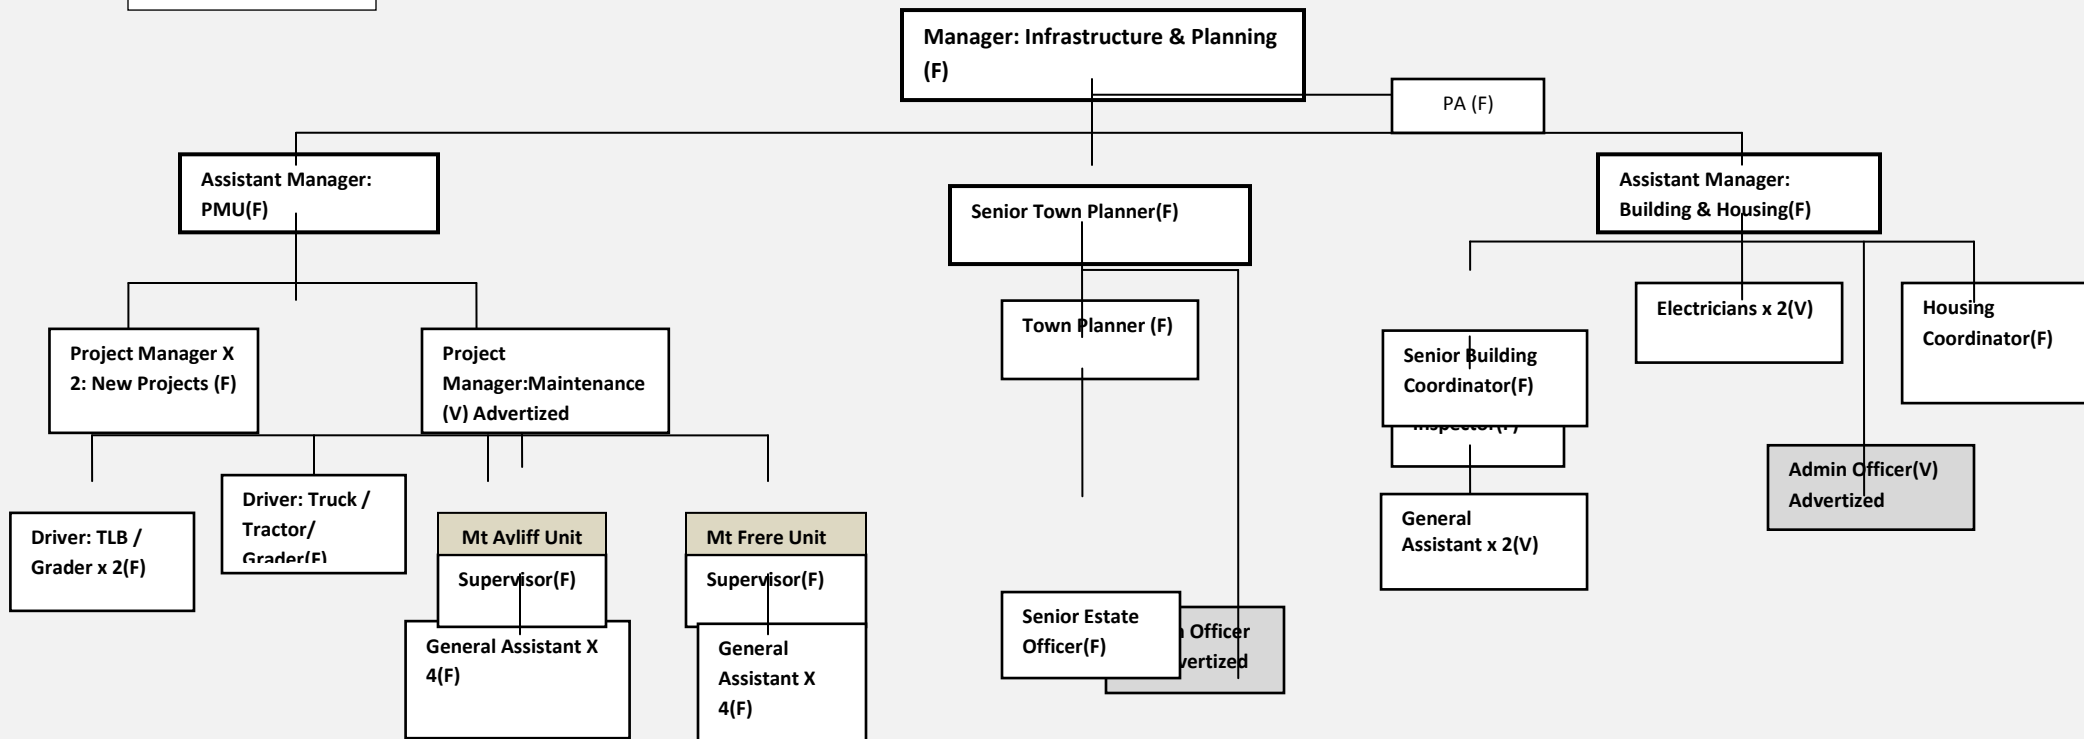 Manager: Infrastructure & Planning
(F)
PA (F)
Assistant Manager:
PMU(F)
Senior Town Planner(F)
Assistant Manager:
Building & Housing(F)
Project Manager X
2: New Projects (F)
Project
Manager:Maintenance
(V) Advertized
Town Planner (F)
Senior Building
Coordinator(F)
Inspector(F)
Electricians x 2(V)
Housing
Coordinator(F)
Admin Officer(V)
Advertized
General
Assistant x 2(V)
Driver: TLB /
Grader x 2(F)
Driver: Truck /
Tractor/
Grader(F)
Mt Ayliff Unit
Supervisor(F)
General Assistant X
4(F)
Mt Frere Unit
Supervisor(F)
General
Assistant X
4(F)
Senior Estate
Officer(F)
Officer